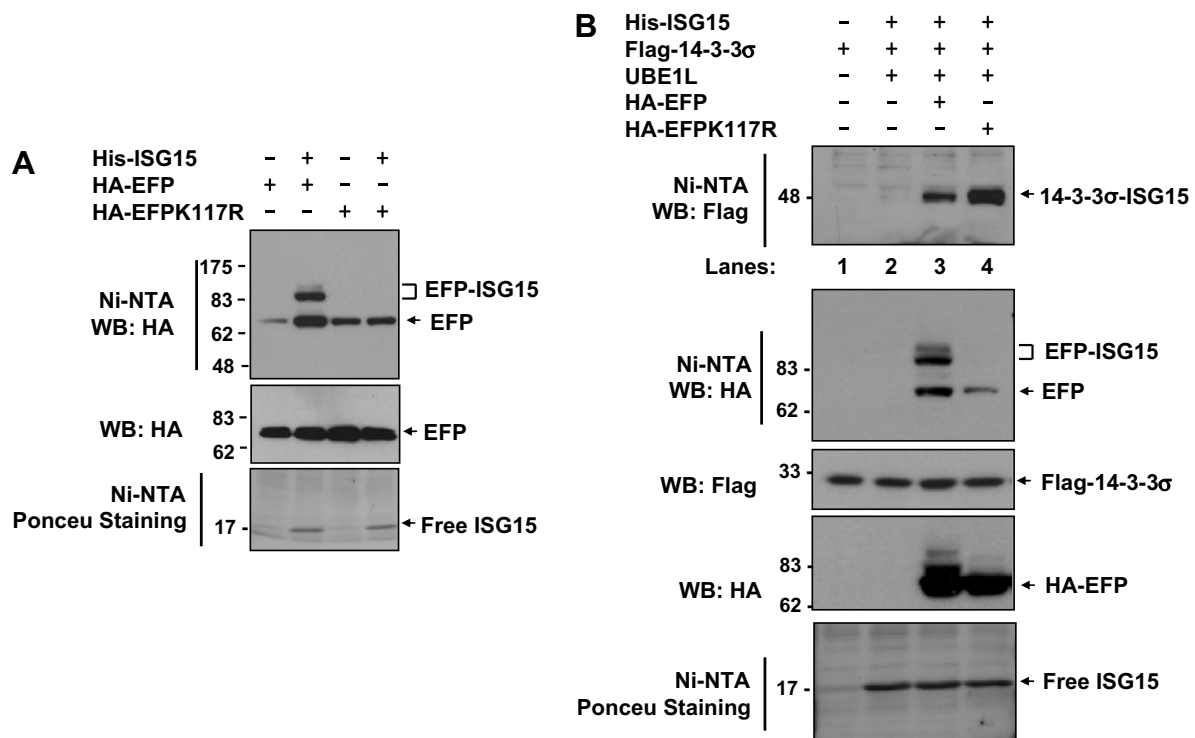 A
His-ISG15 - + - +
HA-EFP + + - -
HA-EFPK117R - - + +
Ni-NTA
WB: HA
175 -
83 -
62 -
48 -
EFP-ISG15
EFP
WB: HA
83 -
62 -
EFP
Ni-NTA
Ponceu Staining
17 -
Free ISG15
B
His-ISG15 - + + +
Flag-14-3-3σ + + + +
UBE1L - + + +
HA-EFP - - + -
HA-EFPK117R - - - +
Ni-NTA
WB: Flag
48 -
14-3-3σ-ISG15
Lanes: 1 2 3 4
Ni-NTA
WB: HA
83 -
62 -
EFP-ISG15
EFP
WB: Flag
33 -
Flag-14-3-3σ
WB: HA
83 -
62 -
HA-EFP
Ni-NTA
Ponceu Staining
17 -
Free ISG15